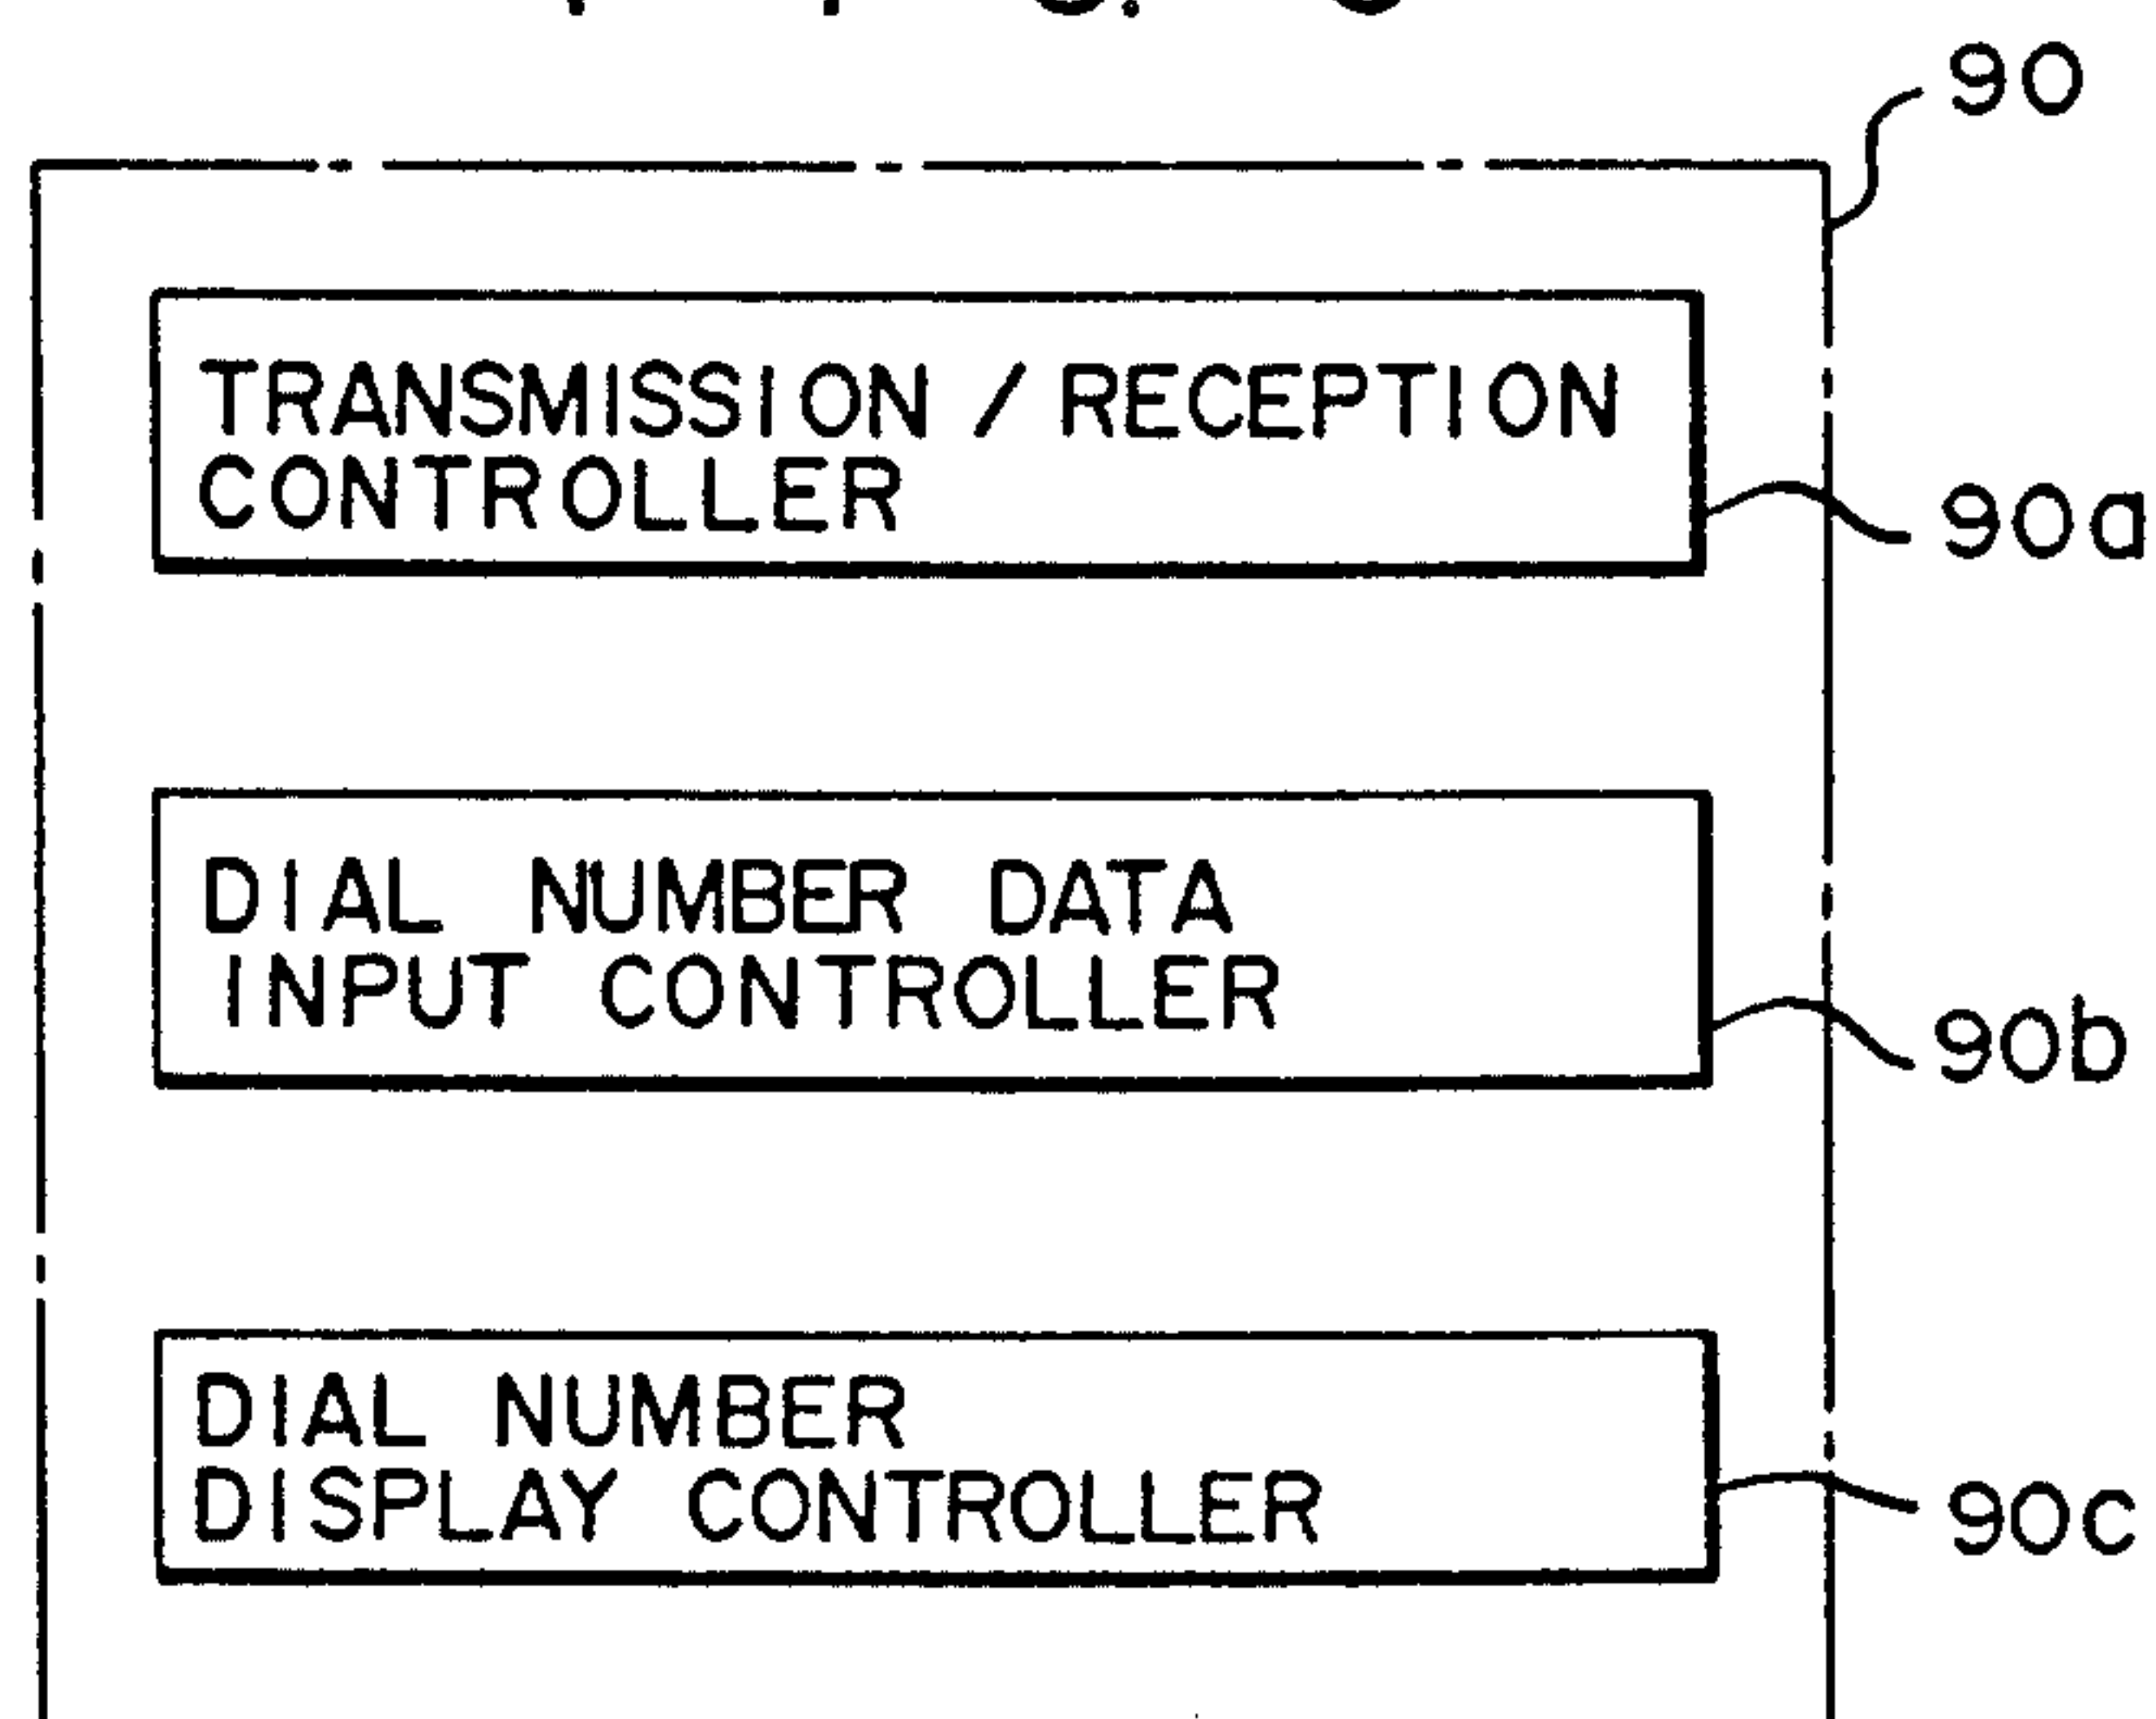 90
TRANSMISSION / RECEPTION
CONTROLLER
90a
DIAL NUMBER DATA
INPUT CONTROLLER
90b
DIAL NUMBER
DISPLAY CONTROLLER
90c